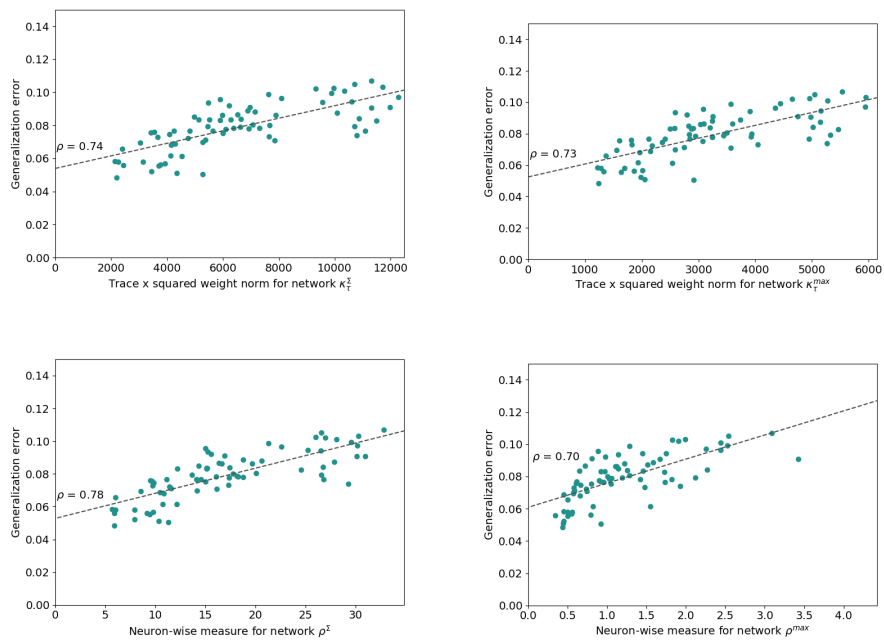 0.14
0.12
0.10
0.08
0.06
0.04
0.02
0.00
Generalization error
ρ = 0.74
0 2000 4000 6000 8000 10000 12000
Trace x squared weight norm for network κ_τ^Σ
0.14
0.12
0.10
0.08
0.06
0.04
0.02
0.00
Generalization error
ρ = 0.73
0 1000 2000 3000 4000 5000 6000
Trace x squared weight norm for network κ_τ^max
0.14
0.12
0.10
0.08
0.06
0.04
0.02
0.00
Generalization error
ρ = 0.78
0 5 10 15 20 25 30
Neuron-wise measure for network ρ^Σ
0.14
0.12
0.10
0.08
0.06
0.04
0.02
0.00
Generalization error
ρ = 0.70
0.0 0.5 1.0 1.5 2.0 2.5 3.0 3.5 4.0
Neuron-wise measure for network ρ^max